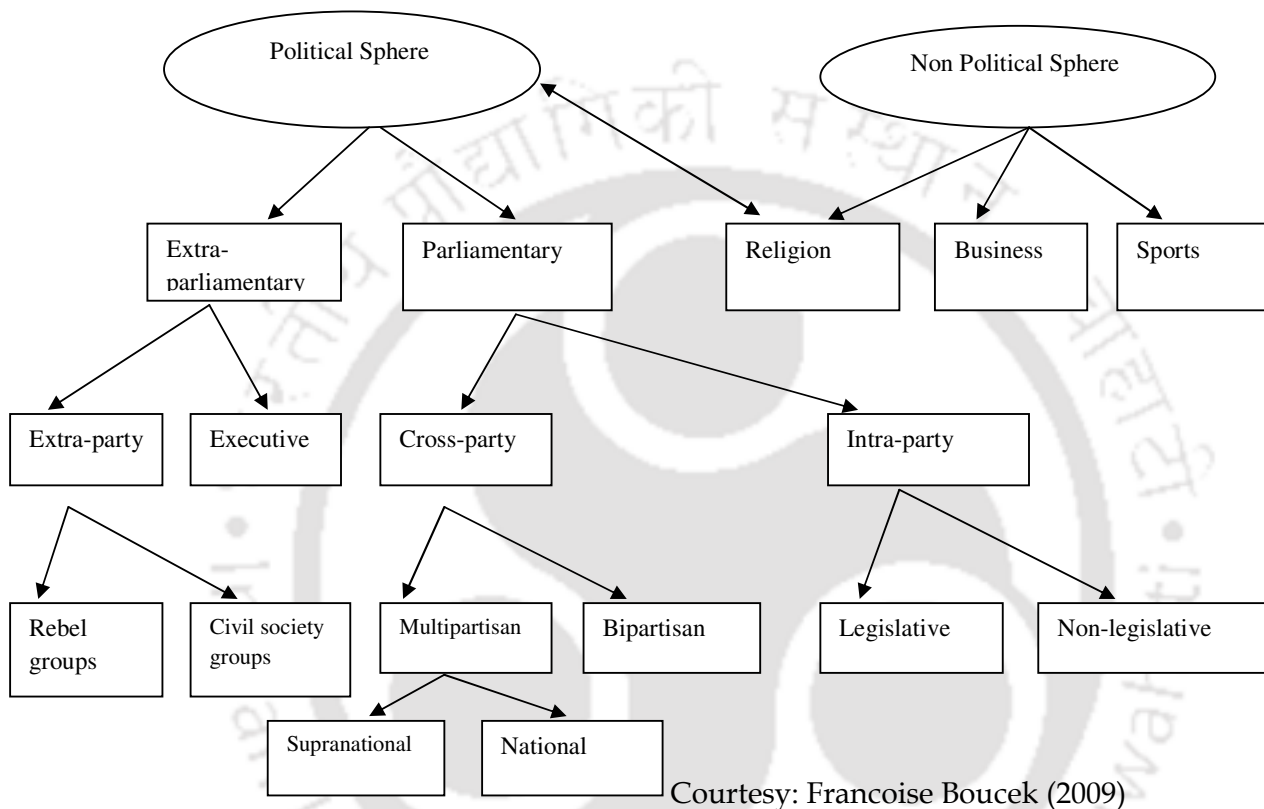 Political Sphere
Non Political Sphere
Extra-
parliamentary
Parliamentary
Religion
Business
Sports
Extra-party
Executive
Cross-party
Intra-party
Rebel
groups
Civil society
groups
Multipartisan
Bipartisan
Legislative
Non-legislative
Supranational
National
Courtesy: Francoise Boucek (2009)